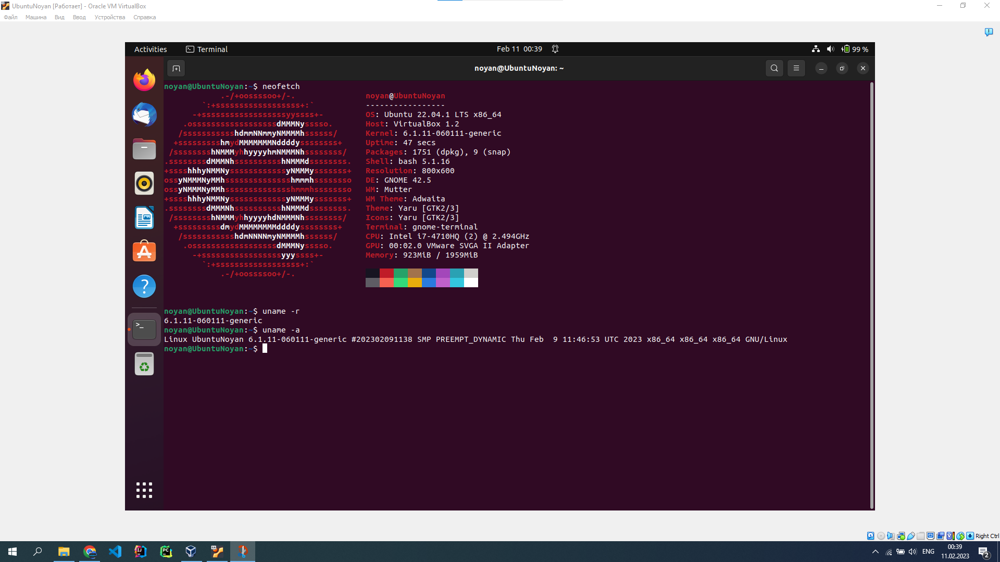 UbuntuNoyan [Работает] - Oracle VM VirtualBox
Файл Машина Вид Ввод Устройства Справка
Activities Terminal Feb 11 00:39 99 %
noyan@UbuntuNoyan: ~
noyan@UbuntuNoyan:~$ neofetch
.-/+oossssoo+/-. noyan@UbuntuNoyan
`:+ssssssssssssssssss+:` -----------------
-+ssssssssssssssssssyyssss+- OS: Ubuntu 22.04.1 LTS x86_64
.ossssssssssssssssssdMMMNysssso. Host: VirtualBox 1.2
/ssssssssssshdmmNNmmyNMMMMhssssss/ Kernel: 6.1.11-060111-generic
+ssssssssshmydMMMMMMMNddddyssssssss+ Uptime: 47 secs
/sssssssshNMMMyhhyyyyhmNMMMNhssssssss/ Packages: 1751 (dpkg), 9 (snap)
.ssssssssdMMMNhsssssssssshNMMMdssssssss. Shell: bash 5.1.16
+sssshhhyNMMNyssssssssssssyNMMMysssssss+ Resolution: 800x600
ossyNMMMNyMMhsssssssssssssshmmmhssssssso DE: GNOME 42.5
ossyNMMMNyMMhsssssssssssssshmmmhssssssso WM: Mutter
+sssshhhyNMMNyssssssssssssyNMMMysssssss+ WM Theme: Adwaita
.ssssssssdMMMNhsssssssssshNMMMdssssssss. Theme: Yaru [GTK2/3]
/sssssssshNMMMyhhyyyyhdNMMMNhssssssss/ Icons: Yaru [GTK2/3]
+sssssssssdmydMMMMMMMMddddyssssssss+ Terminal: gnome-terminal
/ssssssssssshdmNNNNmyNMMMMhssssss/ CPU: Intel i7-4710HQ (2) @ 2.494GHz
.ossssssssssssssssssdMMMNysssso. GPU: 00:02.0 VMware SVGA II Adapter
-+sssssssssssssssssyyyssss+- Memory: 923MiB / 1959MiB
`:+ssssssssssssssssss+:`
.-/+oossssoo+/-.
noyan@UbuntuNoyan:~$ uname -r
6.1.11-060111-generic
noyan@UbuntuNoyan:~$ uname -a
Linux UbuntuNoyan 6.1.11-060111-generic #202302091138 SMP PREEMPT_DYNAMIC Thu Feb  9 11:46:53 UTC 2023 x86_64 x86_64 x86_64 GNU/Linux
noyan@UbuntuNoyan:~$
Right Ctrl
ENG 00:39
11.02.2023 2